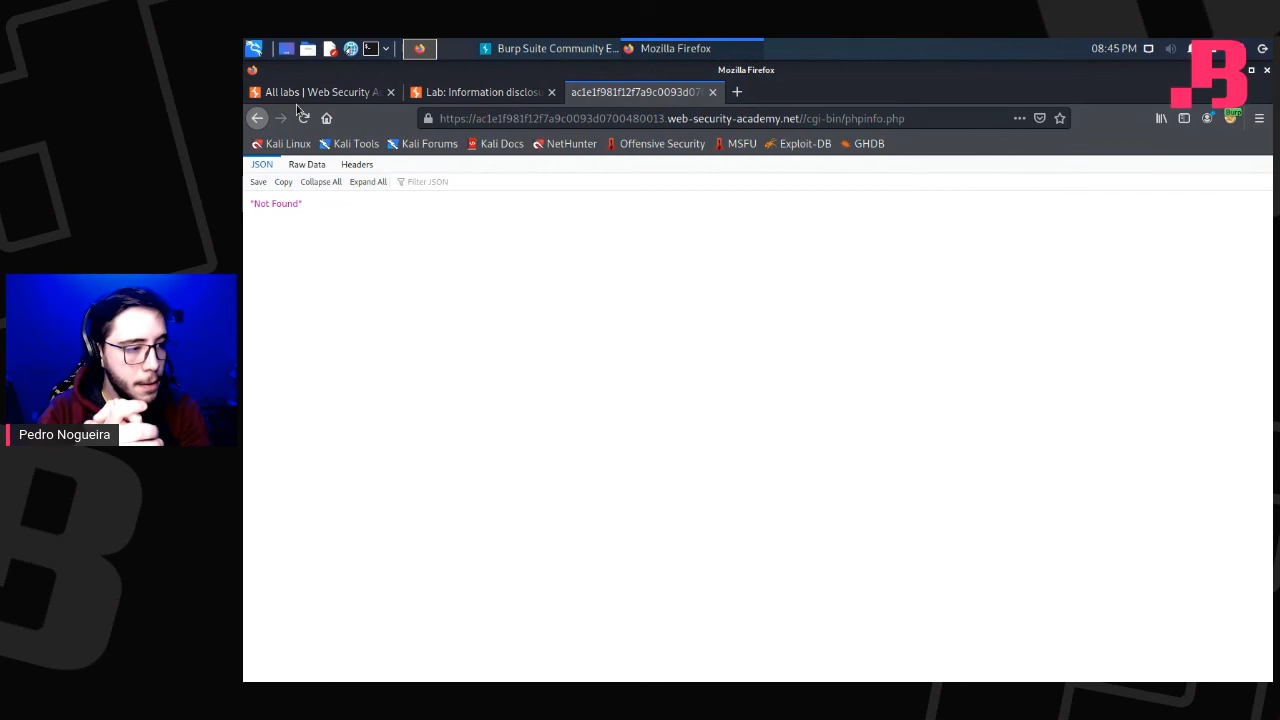 Burp Suite Community E...
Mozilla Firefox
08:45 PM
Mozilla Firefox
All labs | Web Security A
Lab: Information disclosu
ac1e1f981f12f7a9c0093d07
https://ac1e1f981f12f7a9c0093d0700480013.web-security-academy.net//cgi-bin/phpinfo.php
Burp
Kali Linux
Kali Tools
Kali Forums
Kali Docs
NetHunter
Offensive Security
MSFU
Exploit-DB
GHDB
JSON
Raw Data
Headers
Save
Copy
Collapse All
Expand All
Filter JSON
"Not Found"
Pedro Nogueira